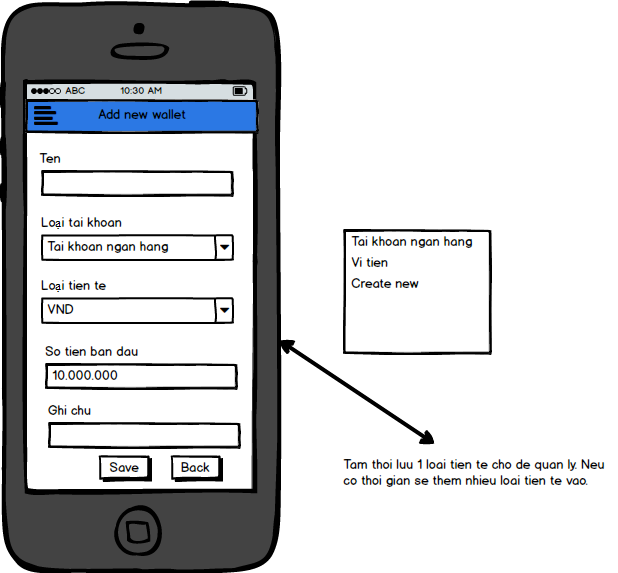 ABC 10:30 AM
Add new wallet
Ten
Loại tai khoan
Tai khoan ngan hang
Loại tien te
VND
So tien ban dau
10.000.000
Ghi chu
Save Back
Tai khoan ngan hang
Vi tien
Create new
Tam thoi luu 1 loai tien te cho de quan ly. Neu
co thoi gian se them nhieu loai tien te vao.